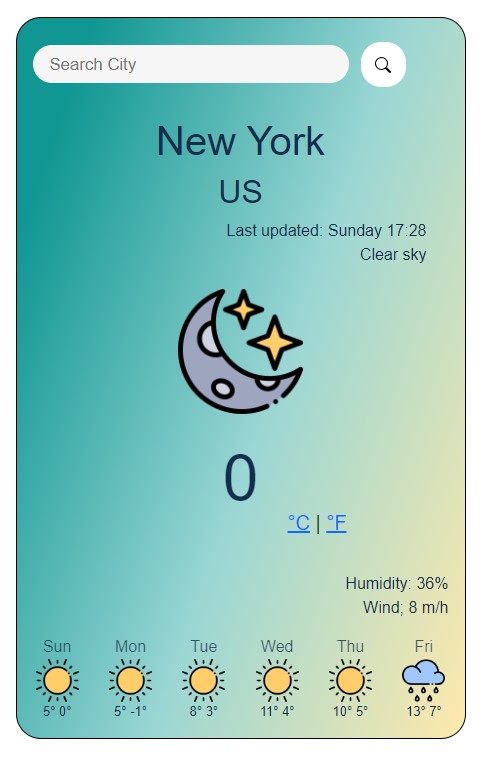 Search City
New York
US
Last updated: Sunday 17:28
Clear sky
0
°C | °F
Humidity: 36%
Wind; 8 m/h
Sun Mon Tue Wed Thu Fri
5° 0° 5° -1° 8° 3° 11° 4° 10° 5° 13° 7°